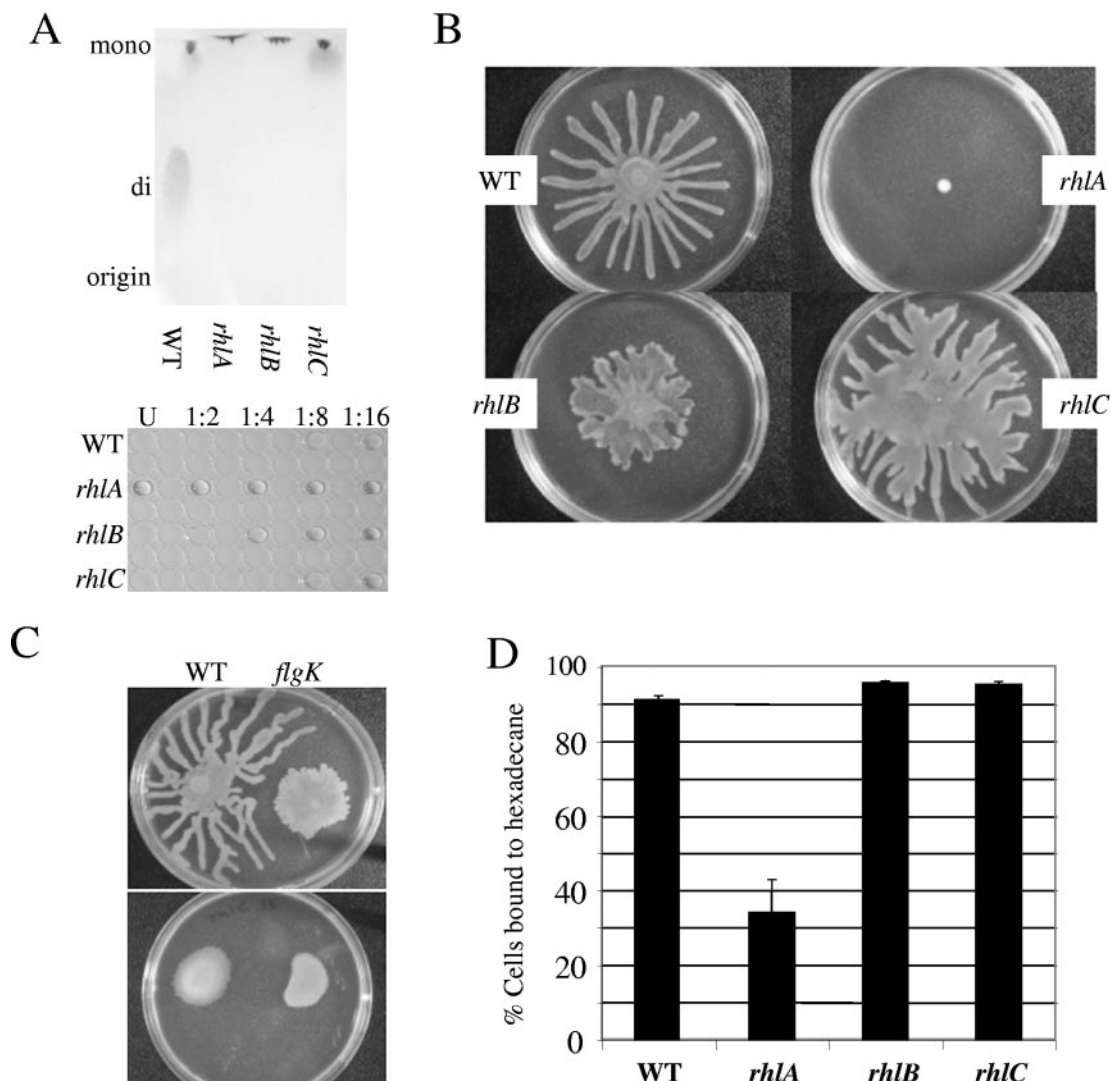 A
mono
di
origin
WT rhlA rhlB rhlC
U 1:2 1:4 1:8 1:16
WT
rhlA
rhlB
rhlC
B
WT
rhlA
rhlB
rhlC
C
WT flgK
D
% Cells bound to hexadecane
100
80
60
40
20
0
WT rhlA rhlB rhlC